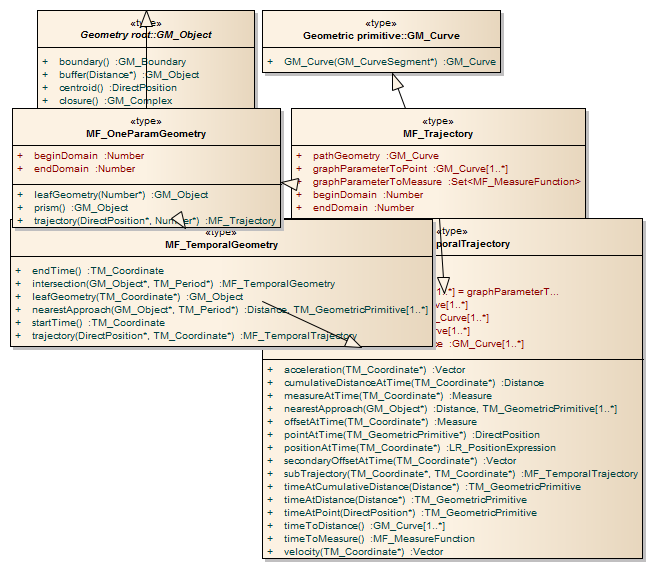 «type»
Geometry root::GM_Object
+ boundary() :GM_Boundary
+ buffer(Distance*) :GM_Object
+ centroid() :DirectPosition
+ closure() :GM_Complex
«type»
Geometric primitive::GM_Curve
+ GM_Curve(GM_CurveSegment*) :GM_Curve
«type»
MF_OneParamGeometry
+ beginDomain :Number
+ endDomain :Number
+ leafGeometry(Number*) :GM_Object
+ prism() :GM_Object
+ trajectory(DirectPosition*, Number*) :MF_Trajectory
«type»
MF_Trajectory
+ pathGeometry :GM_Curve
+ graphParameterToPoint :GM_Curve[1..*]
+ graphParameterToMeasure :Set<MF_MeasureFunction>
+ beginDomain :Number
+ endDomain :Number
«type»
MF_TemporalGeometry
+ endTime() :TM_Coordinate
+ intersection(GM_Object*, TM_Period*) :MF_TemporalGeometry
+ leafGeometry(TM_Coordinate*) :GM_Object
+ nearestApproach(GM_Object*, TM_Period*) :Distance, TM_GeometricPrimitive[1..*]
+ startTime() :TM_Coordinate
+ trajectory(DirectPosition*, TM_Coordinate*) :MF_TemporalTrajectory
«type»
poralTrajectory
1..*] = graphParameterT...
ve[1..*]
_Curve[1..*]
rve[1..*]
:GM_Curve[1..*]
+ acceleration(TM_Coordinate*) :Vector
+ cumulativeDistanceAtTime(TM_Coordinate*) :Distance
+ measureAtTime(TM_Coordinate*) :Measure
+ nearestApproach(GM_Object*) :Distance, TM_GeometricPrimitive[1..*]
+ offsetAtTime(TM_Coordinate*) :Measure
+ pointAtTime(TM_GeometricPrimitive*) :DirectPosition
+ positionAtTime(TM_Coordinate*) :LR_PositionExpression
+ secondaryOffsetAtTime(TM_Coordinate*) :Vector
+ subTrajectory(TM_Coordinate*, TM_Coordinate*) :MF_TemporalTrajectory
+ timeAtCumulativeDistance(Distance*) :TM_GeometricPrimitive
+ timeAtDistance(Distance*) :TM_GeometricPrimitive
+ timeAtPoint(DirectPosition*) :TM_GeometricPrimitive
+ timeToDistance() :GM_Curve[1..*]
+ timeToMeasure() :MF_MeasureFunction
+ velocity(TM_Coordinate*) :Vector